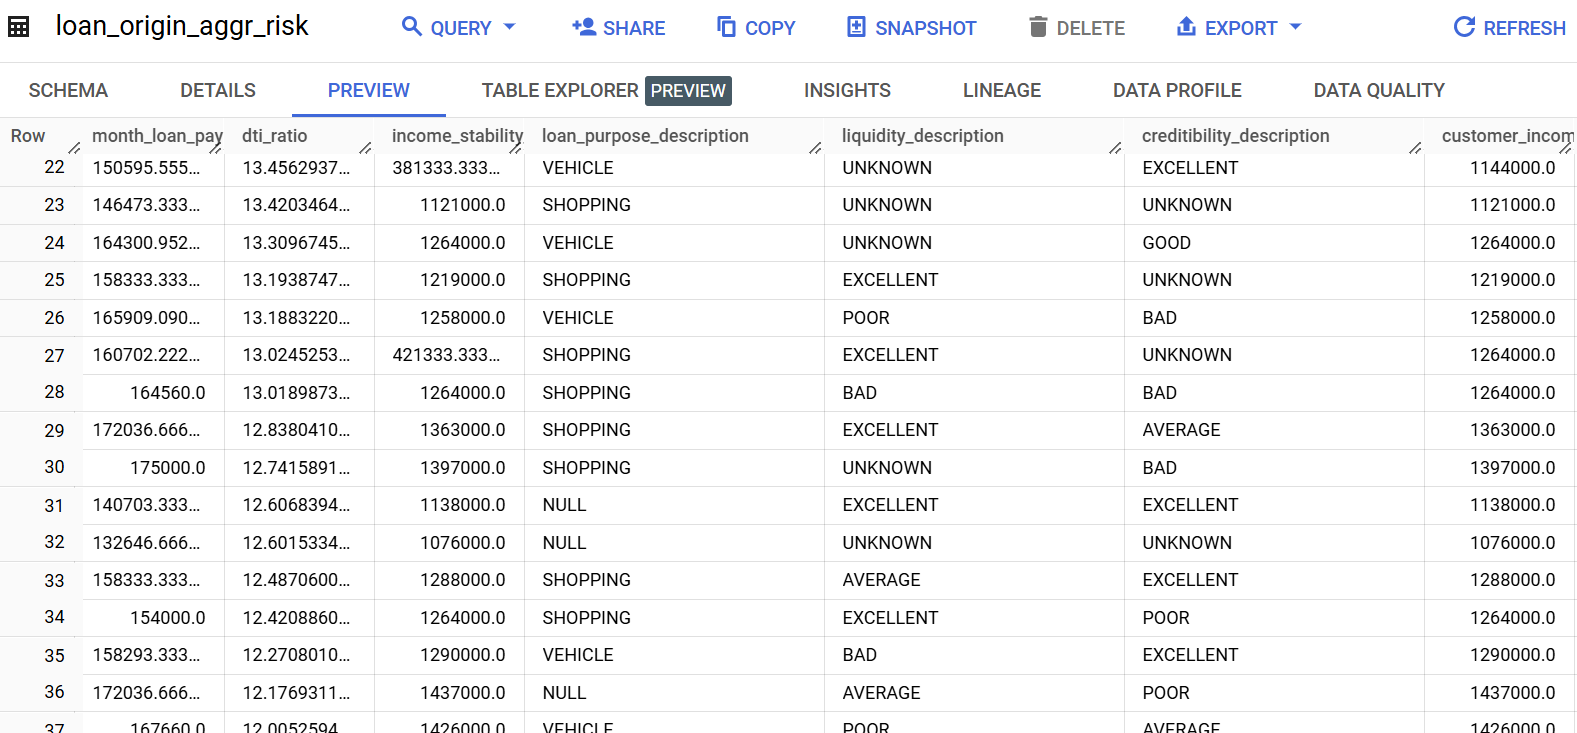 loan_origin_aggr_risk QUERY SHARE COPY SNAPSHOT DELETE EXPORT REFRESH
SCHEMA DETAILS PREVIEW TABLE EXPLORER PREVIEW INSIGHTS LINEAGE DATA PROFILE DATA QUALITY
Row month_loan_pay dti_ratio income_stability loan_purpose_description liquidity_description creditibility_description customer_incom
22 150595.555... 13.4562937... 381333.333... VEHICLE UNKNOWN EXCELLENT 1144000.0
23 146473.333... 13.4203464... 1121000.0 SHOPPING UNKNOWN UNKNOWN 1121000.0
24 164300.952... 13.3096745... 1264000.0 VEHICLE UNKNOWN GOOD 1264000.0
25 158333.333... 13.1938747... 1219000.0 SHOPPING EXCELLENT UNKNOWN 1219000.0
26 165909.090... 13.1883220... 1258000.0 VEHICLE POOR BAD 1258000.0
27 160702.222... 13.0245253... 421333.333... SHOPPING EXCELLENT UNKNOWN 1264000.0
28 164560.0 13.0189873... 1264000.0 SHOPPING BAD BAD 1264000.0
29 172036.666... 12.8380410... 1363000.0 SHOPPING EXCELLENT AVERAGE 1363000.0
30 175000.0 12.7415891... 1397000.0 SHOPPING UNKNOWN BAD 1397000.0
31 140703.333... 12.6068394... 1138000.0 NULL EXCELLENT EXCELLENT 1138000.0
32 132646.666... 12.6015334... 1076000.0 NULL UNKNOWN UNKNOWN 1076000.0
33 158333.333... 12.4870600... 1288000.0 SHOPPING AVERAGE EXCELLENT 1288000.0
34 154000.0 12.4208860... 1264000.0 SHOPPING EXCELLENT POOR 1264000.0
35 158293.333... 12.2708010... 1290000.0 VEHICLE BAD EXCELLENT 1290000.0
36 172036.666... 12.1769311... 1437000.0 NULL AVERAGE POOR 1437000.0
37 167660.0 12.0052594... 1426000.0 VEHICLE POOR AVERAGE 1426000.0